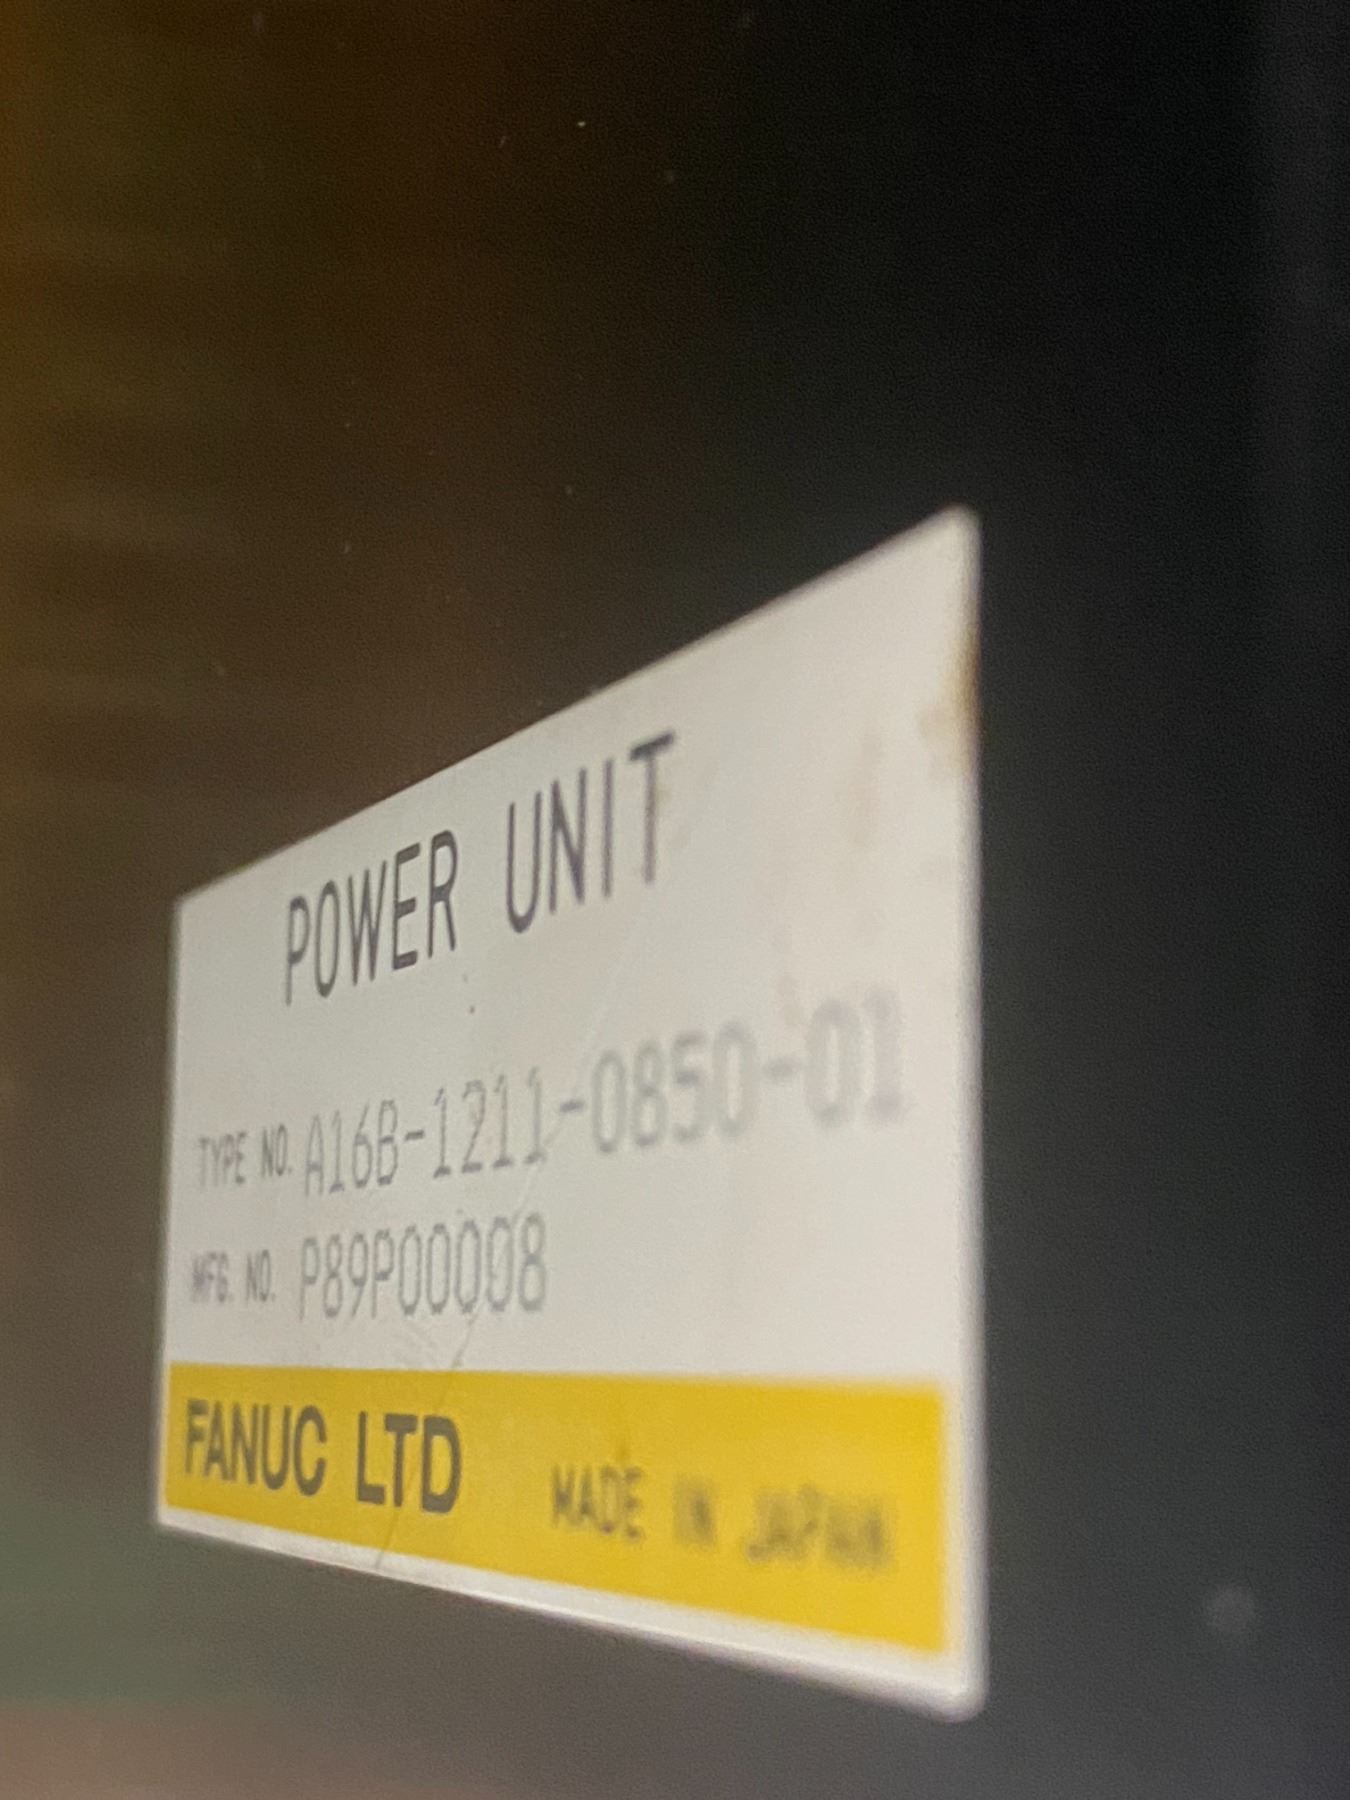 POWER UNIT
TYPE NO. A16B-1211-0850-01
MFG. NO. P89P00008
FANUC LTD MADE IN JAPAN